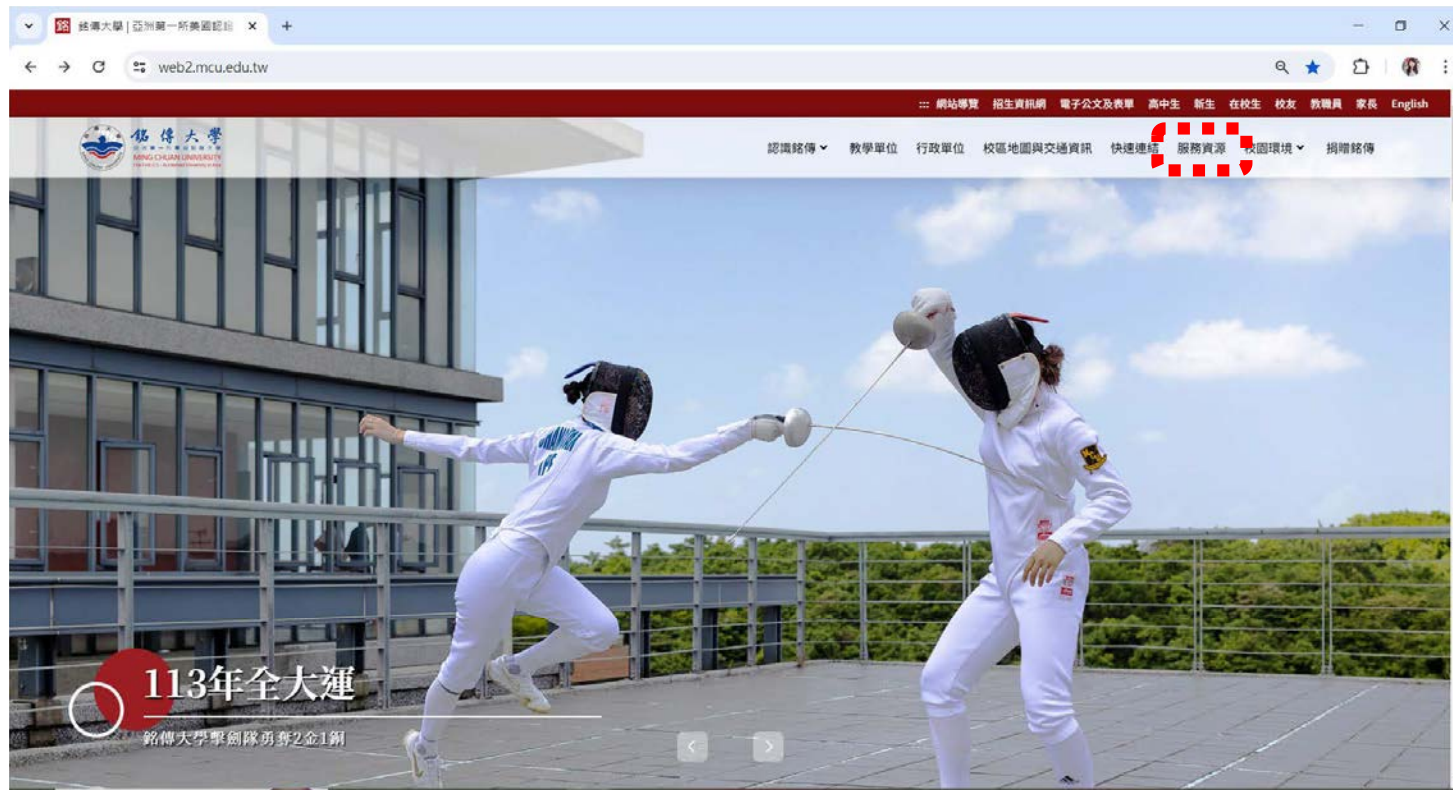 銘傳大學 | 亞洲第一所美國認
web2.mcu.edu.tw
::: 網站導覽 招生資訊網 電子公文及表單 高中生 新生 在校生 校友 教職員 家長 English
銘傳大學
MING CHUAN UNIVERSITY
認識銘傳 教學單位 行政單位 校區地圖與交通資訊 快速連結 服務資源 校園環境 捐贈銘傳
113年全大運
銘傳大學擊劍隊勇奪2金1銅